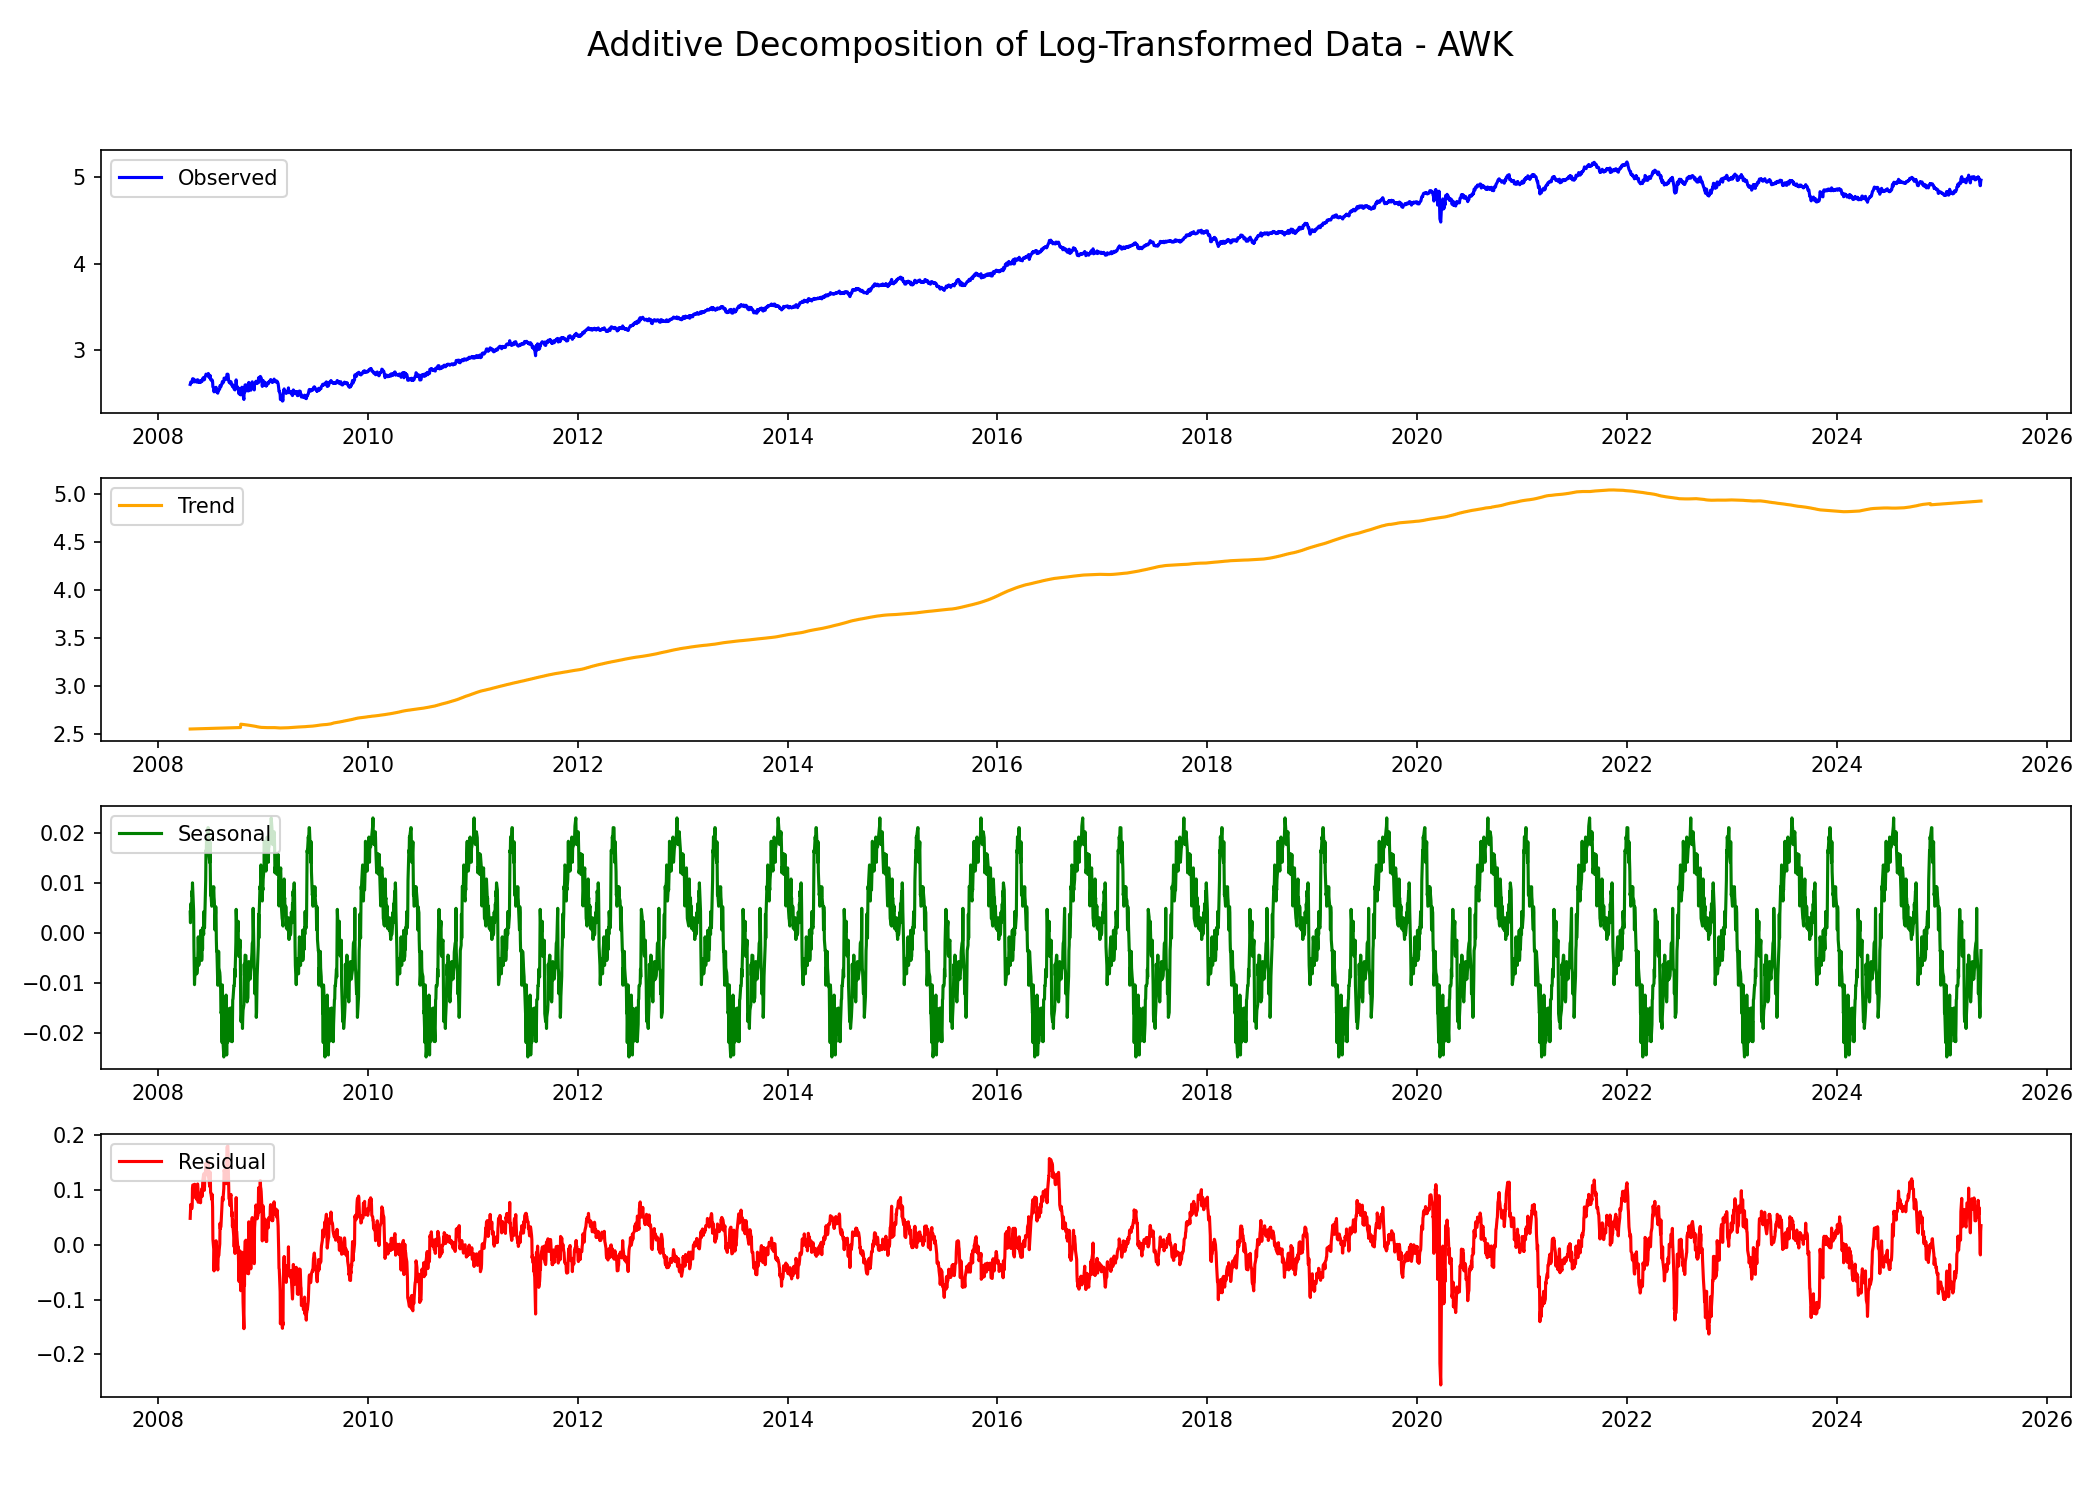 Additive Decomposition of Log-Transformed Data - AWK
Observed
5
4
3
2008 2010 2012 2014 2016 2018 2020 2022 2024 2026
Trend
5.0
4.5
4.0
3.5
3.0
2.5
2008 2010 2012 2014 2016 2018 2020 2022 2024 2026
Seasonal
0.02
0.01
0.00
−0.01
−0.02
2008 2010 2012 2014 2016 2018 2020 2022 2024 2026
0.2
Residual
0.1
0.0
−0.1
−0.2
2008 2010 2012 2014 2016 2018 2020 2022 2024 2026